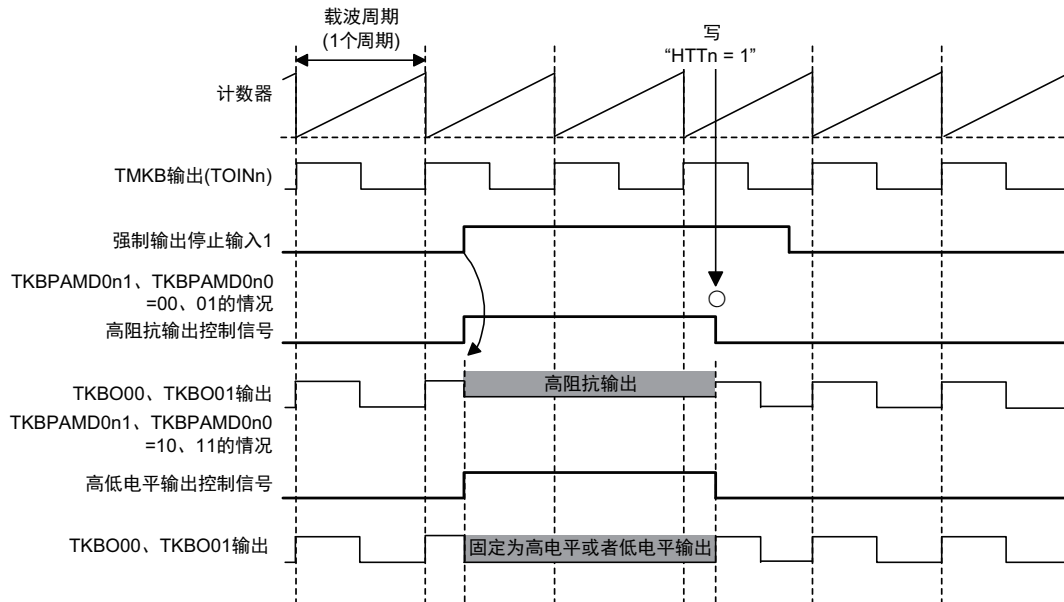 载波周期
(1个周期)
写
“HTTn = 1”
计数器
TMKB输出(TOINn)
强制输出停止输入1
TKBPAMD0n1、TKBPAMD0n0
=00、01的情况
高阻抗输出控制信号
高阻抗输出
TKBO00、TKBO01输出
TKBPAMD0n1、TKBPAMD0n0
=10、11的情况
高低电平输出控制信号
TKBO00、TKBO01输出
固定为高电平或者低电平输出